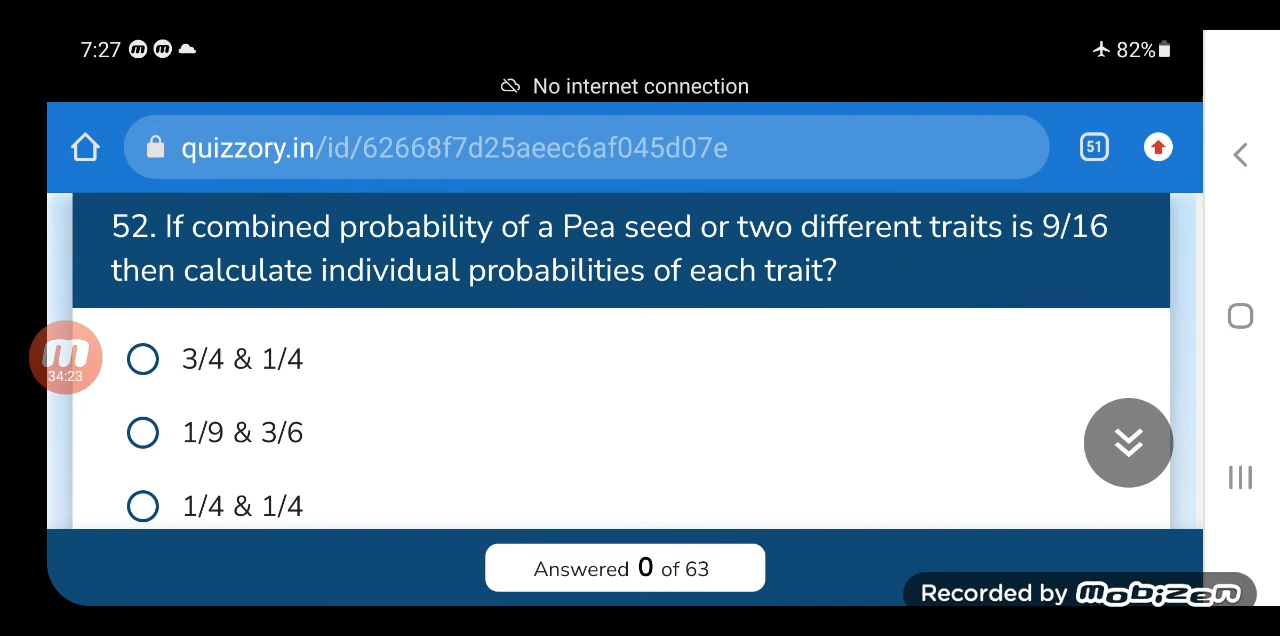 7:27
82%
No internet connection
quizzory.in/id/62668f7d25aeec6af045d07e
51
52. If combined probability of a Pea seed or two different traits is 9/16
then calculate individual probabilities of each trait?
3/4 & 1/4
m
34:23
1/9 & 3/6
1/4 & 1/4
Answered 0 of 63
Recorded by mobizen